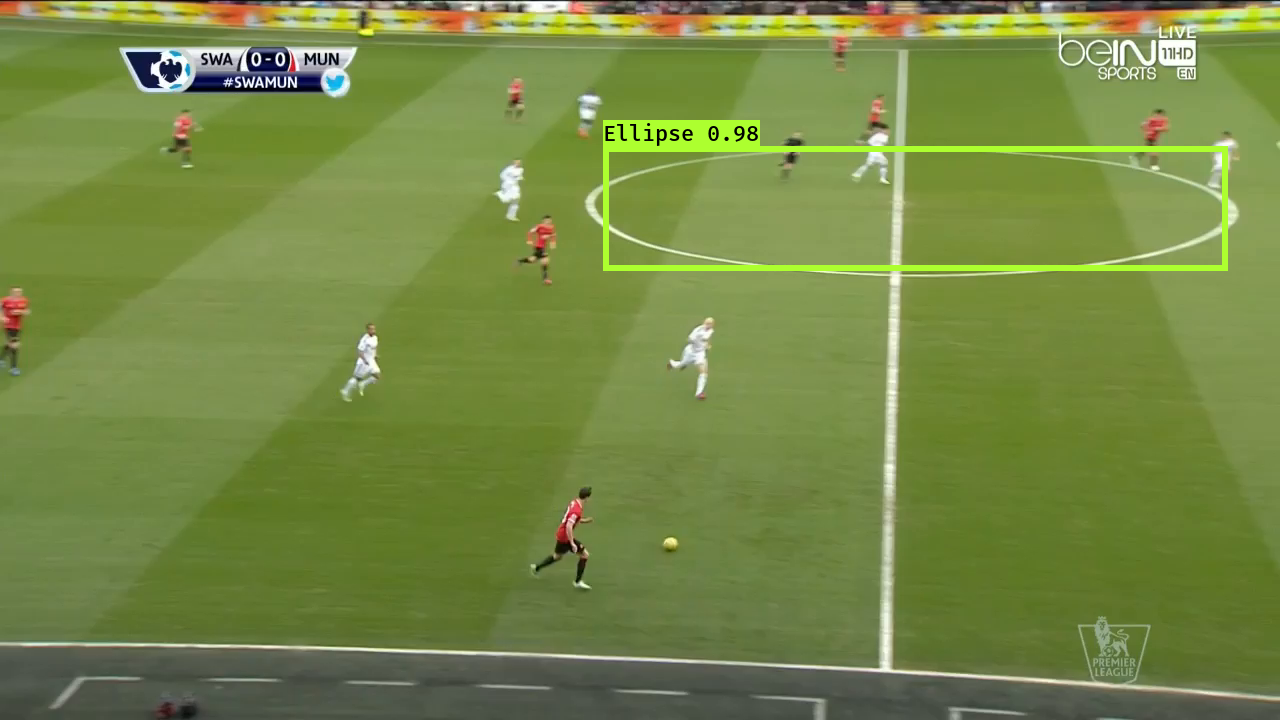 LIVE
beIN 11HD
SPORTS EN
SWA 0-0 MUN
#SWAMUN
Ellipse 0.98
PREMIER
LEAGUE